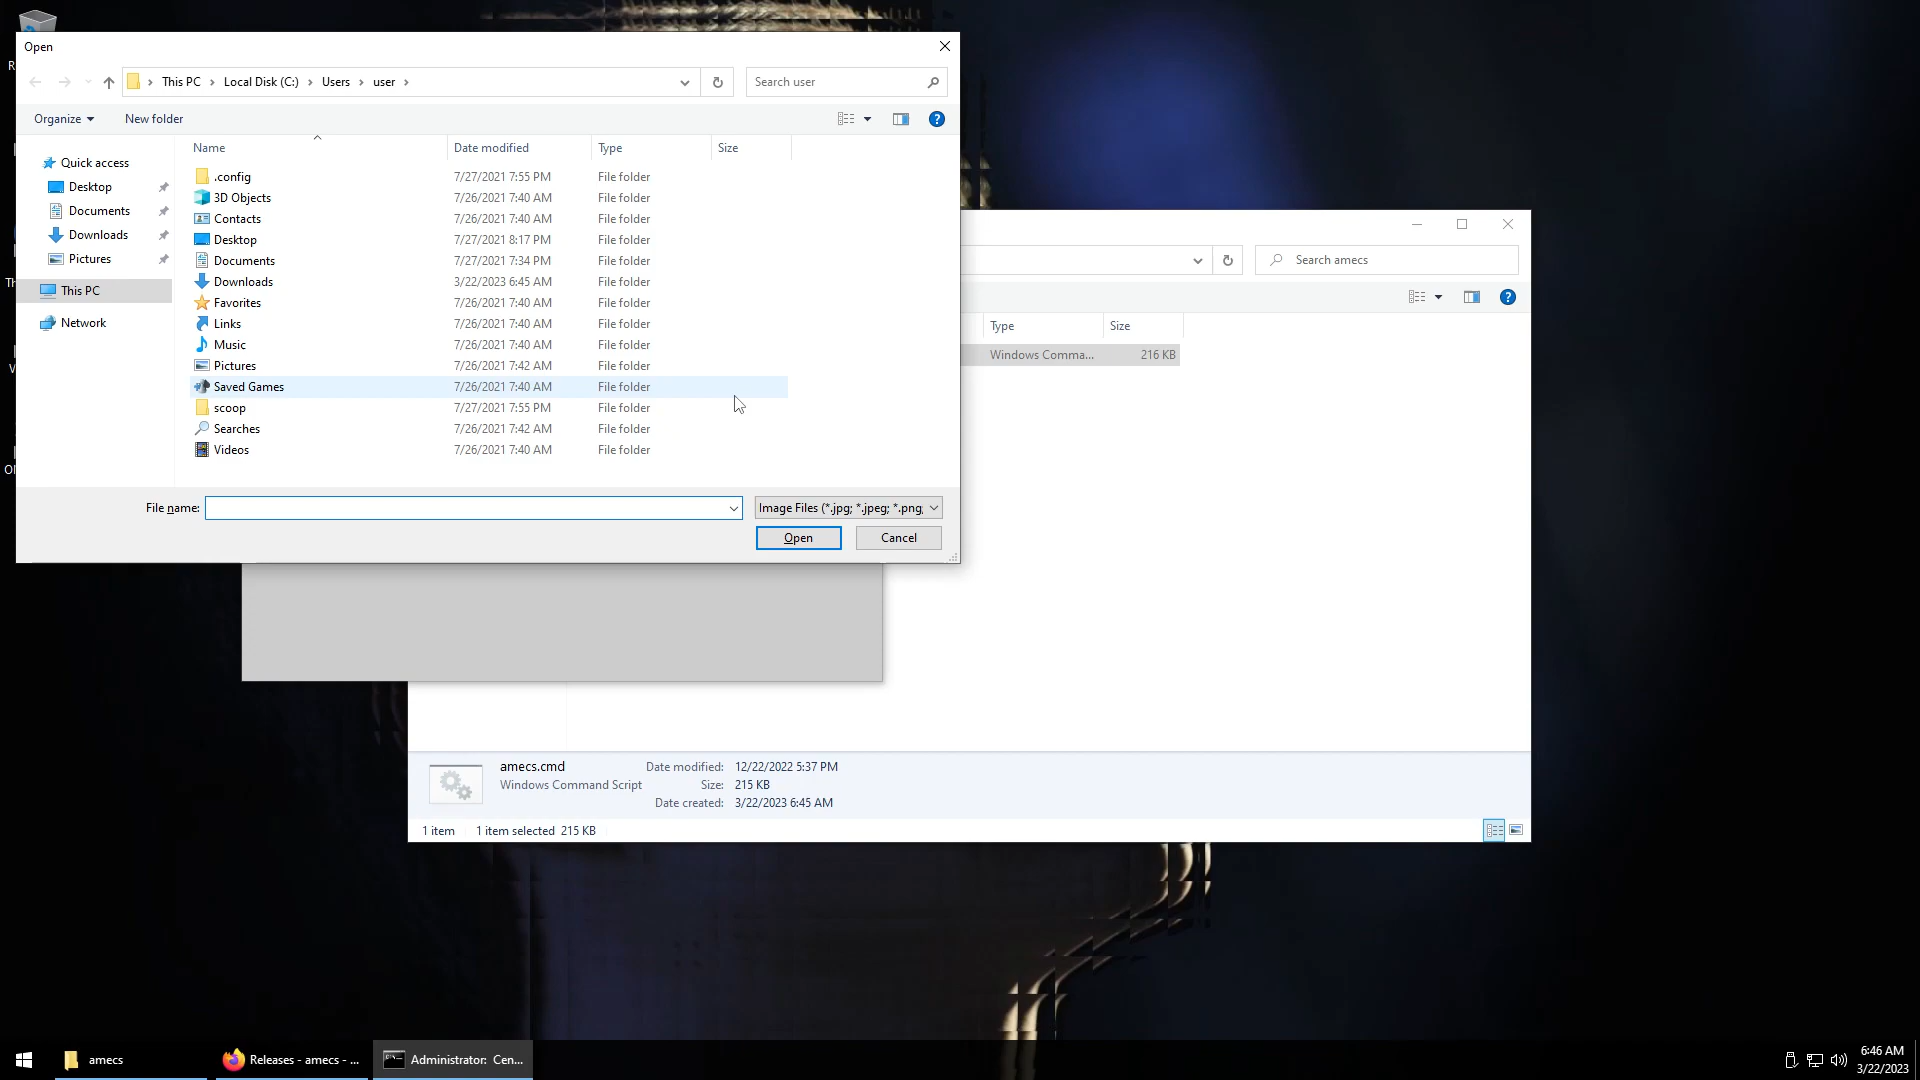 Open
This PC
Local Disk (C:)
Users
user
Search user
Organize
New folder
Name
Date modified
Type
Size
Quick access
Desktop
Documents
Downloads
Pictures
This PC
Network
.config 7/27/2021 7:55 PM File folder
3D Objects 7/26/2021 7:40 AM File folder
Contacts 7/26/2021 7:40 AM File folder
Desktop 7/27/2021 8:17 PM File folder
Documents 7/27/2021 7:34 PM File folder
Downloads 3/22/2023 6:45 AM File folder
Favorites 7/26/2021 7:40 AM File folder
Links 7/26/2021 7:40 AM File folder
Music 7/26/2021 7:40 AM File folder
Pictures 7/26/2021 7:42 AM File folder
Saved Games 7/26/2021 7:40 AM File folder
scoop 7/27/2021 7:55 PM File folder
Searches 7/26/2021 7:42 AM File folder
Videos 7/26/2021 7:40 AM File folder
File name:
Image Files (*.jpg; *.jpeg; *.png,
Open
Cancel
Search amecs
Type
Size
Windows Comma... 216 KB
amecs.cmd
Windows Command Script
Date modified: 12/22/2022 5:37 PM
Size: 215 KB
Date created: 3/22/2023 6:45 AM
1 item
1 item selected 215 KB
amecs
Releases - amecs - ...
Administrator: Cen...
6:46 AM
3/22/2023